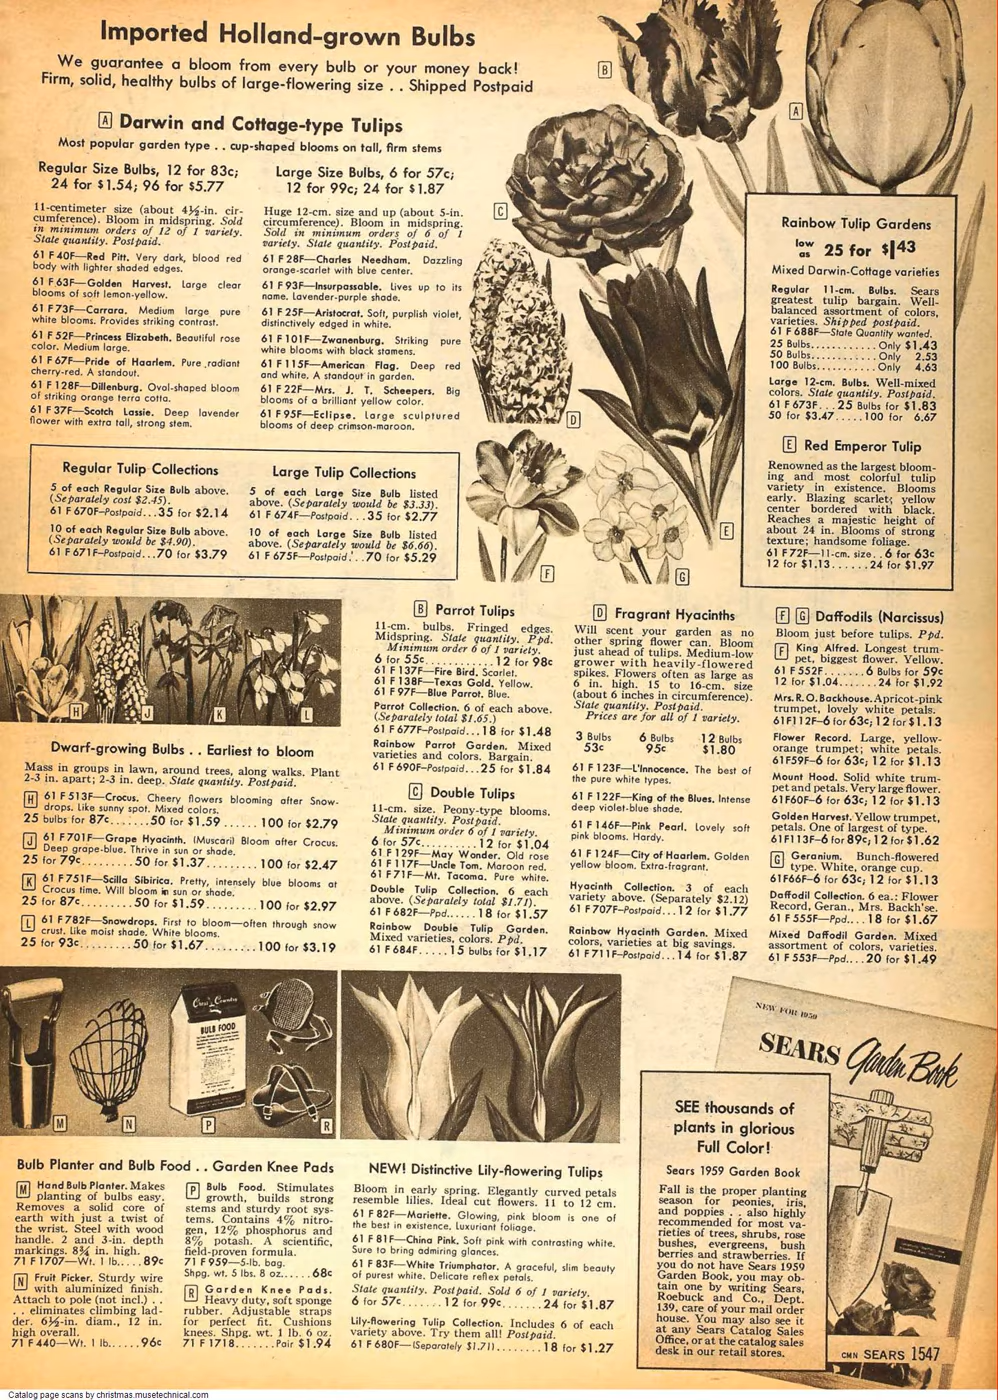 Imported Holland-grown Bulbs
We guarantee a bloom from every bulb or your money back!
Firm, solid, healthy bulbs of large-flowering size . . Shipped Postpaid
A Darwin and Cottage-type Tulips
Most popular garden type . . cup-shaped blooms on tall, firm stems
Regular Size Bulbs, 12 for 83c;
24 for $1.54; 96 for $5.77
11-centimeter size (about 4½-in. cir-
cumference). Bloom in midspring. Sold
in minimum orders of 12 of 1 variety.
State quantity. Postpaid.
61 F 40F—Red Pitt. Very dark, blood red
body with lighter shaded edges.
61 F 63F—Golden Harvest. Large clear
blooms of soft lemon-yellow.
61 F 73F—Carrara. Medium large pure
white blooms. Provides striking contrast.
61 F 52F—Princess Elizabeth. Beautiful rose
color. Medium large.
61 F 67F—Pride of Haarlem. Pure radiant
cherry-red. A standout.
61 F 128F—Dillenburg. Oval-shaped bloom
of striking orange terra cotta.
61 F 37F—Scotch Lassie. Deep lavender
flower with extra tall, strong stem.
Large Size Bulbs, 6 for 57c;
12 for 99c; 24 for $1.87
Huge 12-cm. size and up (about 5-in.
circumference). Bloom in midspring.
Sold in minimum orders of 6 of 1
variety. State quantity. Postpaid.
61 F 28F—Charles Needham. Dazzling
orange-scarlet with blue center.
61 F 93F—Insurpassable. Lives up to its
name. Lavender-purple shade.
61 F 25F—Aristocrat. Soft, purplish violet,
distinctively edged in white.
61 F 101F—Zwanenburg. Striking pure
white blooms with black stamens.
61 F 115F—American Flag. Deep red
and white. A standout in garden.
61 F 22F—Mrs. J. T. Scheepers. Big
blooms of a brilliant yellow color.
61 F 95F—Eclipse. Large sculptured
blooms of deep crimson-maroon.
Regular Tulip Collections
5 of each Regular Size Bulb above.
(Separately cost $2.45).
61 F 670F—Postpaid...35 for $2.14
10 of each Regular Size Bulb above.
(Separately would be $4.90).
61 F 671F—Postpaid...70 for $3.79
Large Tulip Collections
5 of each Large Size Bulb listed
above. (Separately would be $3.33).
61 F 674F—Postpaid...35 for $2.77
10 of each Large Size Bulb listed
above. (Separately would be $6.66).
61 F 675F—Postpaid...70 for $5.29
B
A
C
D
E
F
G
Rainbow Tulip Gardens
low as 25 for $1.43
Mixed Darwin-Cottage varieties
Regular 11-cm. Bulbs. Sears
greatest tulip bargain. Well-
balanced assortment of colors,
varieties. Shipped postpaid.
61 F 688F—State Quantity wanted.
25 Bulbs............Only $1.43
50 Bulbs............Only 2.53
100 Bulbs...........Only 4.63
Large 12-cm. Bulbs. Well-mixed
colors. State quantity. Postpaid.
61 F 673F...25 Bulbs for $1.83
50 for $3.47.....100 for 6.67
E Red Emperor Tulip
Renowned as the largest bloom-
ing and most colorful tulip
variety in existence. Blooms
early. Blazing scarlet; yellow
center bordered with black.
Reaches a majestic height of
about 24 in. Blooms of strong
texture; handsome foliage.
61 F 72F—11-cm. size..6 for 63c
12 for $1.13......24 for $1.97
H
J
K
L
Dwarf-growing Bulbs . . Earliest to bloom
Mass in groups in lawn, around trees, along walks. Plant
2-3 in. apart; 2-3 in. deep. State quantity. Postpaid.
H 61 F 513F—Crocus. Cheery flowers blooming after Snow-
drops. Like sunny spot. Mixed colors.
25 bulbs for 87c.......50 for $1.59......100 for $2.79
J 61 F 701F—Grape Hyacinth. (Muscari) Bloom after Crocus.
Deep grape-blue. Thrive in sun or shade.
25 for 79c.........50 for $1.37.........100 for $2.47
K 61 F 751F—Scilla Sibirica. Pretty, intensely blue blooms at
Crocus time. Will bloom in sun or shade.
25 for 87c.........50 for $1.59.........100 for $2.97
L 61 F 782F—Snowdrops. First to bloom—often through snow
crust. Like moist shade. White blooms.
25 for 93c.........50 for $1.67.........100 for $3.19
B Parrot Tulips
11-cm. bulbs. Fringed edges.
Midspring. State quantity. Ppd.
Minimum order 6 of 1 variety.
6 for 55c............12 for 98c
61 F 137F—Fire Bird. Scarlet.
61 F 138F—Texas Gold. Yellow.
61 F 97F—Blue Parrot. Blue.
Parrot Collection. 6 of each above.
(Separately total $1.65.)
61 F 677F—Postpaid...18 for $1.48
Rainbow Parrot Garden. Mixed
varieties and colors. Bargain.
61 F 690F—Postpaid...25 for $1.84
C Double Tulips
11-cm. size. Peony-type blooms.
State quantity. Postpaid.
Minimum order 6 of 1 variety.
6 for 57c............12 for $1.04
61 F 129F—May Wonder. Old rose
61 F 117F—Uncle Tom. Maroon red.
61 F 71F—Mt. Tacoma. Pure white.
Double Tulip Collection. 6 each
above. (Separately total $1.71).
61 F 682F—Ppd......18 for $1.57
Rainbow Double Tulip Garden.
Mixed varieties, colors. Ppd.
61 F 684F.....15 bulbs for $1.17
D Fragrant Hyacinths
Will scent your garden as no
other spring flower can. Bloom
just ahead of tulips. Medium-low
grower with heavily-flowered
spikes. Flowers often as large as
6 in. high. 15 to 16-cm. size
(about 6 inches in circumference).
State quantity. Postpaid.
Prices are for all of 1 variety.
3 Bulbs 6 Bulbs 12 Bulbs
53c 95c $1.80
61 F 123F—L'Innocence. The best of
the pure white types.
61 F 122F—King of the Blues. Intense
deep violet-blue shade.
61 F 146F—Pink Pearl. Lovely soft
pink blooms. Hardy.
61 F 124F—City of Haarlem. Golden
yellow bloom. Extra-fragrant.
Hyacinth Collection. 3 of each
variety above. (Separately $2.12)
61 F 707F—Postpaid...12 for $1.77
Rainbow Hyacinth Garden. Mixed
colors, varieties at big savings.
61 F 711F—Postpaid...14 for $1.87
F G Daffodils (Narcissus)
Bloom just before tulips. Ppd.
F King Alfred. Longest trum-
pet, biggest flower. Yellow.
61 F 552F.......6 Bulbs for 59c
12 for $1.04......24 for $1.92
Mrs. R. O. Backhouse. Apricot-pink
trumpet, lovely white petals.
61F112F—6 for 63c; 12 for $1.13
Flower Record. Large, yellow-
orange trumpet; white petals.
61F59F—6 for 63c; 12 for $1.13
Mount Hood. Solid white trum-
pet and petals. Very large flower.
61F60F—6 for 63c; 12 for $1.13
Golden Harvest. Yellow trumpet,
petals. One of largest of type.
61F113F—6 for 89c; 12 for $1.62
G Geranium. Bunch-flowered
type. White, orange cup.
61F66F—6 for 63c; 12 for $1.13
Daffodil Collection. 6 ea.: Flower
Record, Geran., Mrs. Backh'se.
61 F 555F—Ppd....18 for $1.67
Mixed Daffodil Garden. Mixed
assortment of colors, varieties.
61 F 553F—Ppd....20 for $1.49
Cross Country
BULB FOOD
M
N
P
R
Bulb Planter and Bulb Food . . Garden Knee Pads
M Hand Bulb Planter. Makes
planting of bulbs easy.
Removes a solid core of
earth with just a twist of
the wrist. Steel with wood
handle. 2 and 3-in. depth
markings. 8¾ in. high.
71 F 1707—Wt. 1 lb.....89c
N Fruit Picker. Sturdy wire
with aluminized finish.
Attach to pole (not incl.) . .
. . eliminates climbing lad-
der. 6½-in. diam., 12 in.
high overall.
71 F 440—Wt. 1 lb......96c
P Bulb Food. Stimulates
growth, builds strong
stems and sturdy root sys-
tems. Contains 4% nitro-
gen, 12% phosphorus and
8% potash. A scientific,
field-proven formula.
71 F 959—5-lb. bag.
Shpg. wt. 5 lbs. 8 oz.....68c
R Garden Knee Pads.
Heavy duty, soft sponge
rubber. Adjustable straps
for perfect fit. Cushions
knees. Shpg. wt. 1 lb. 6 oz.
71 F 1718.......Pair $1.94
NEW! Distinctive Lily-flowering Tulips
Bloom in early spring. Elegantly curved petals
resemble lilies. Ideal cut flowers. 11 to 12 cm.
61 F 82F—Mariette. Glowing, pink bloom is one of
the best in existence. Luxuriant foliage.
61 F 81F—China Pink. Soft pink with contrasting white.
Sure to bring admiring glances.
61 F 83F—White Triumphator. A graceful, slim beauty
of purest white. Delicate reflex petals.
State quantity. Postpaid. Sold 6 of 1 variety.
6 for 57c.......12 for 99c.......24 for $1.87
Lily-flowering Tulip Collection. Includes 6 of each
variety above. Try them all! Postpaid.
61 F 680F—(Separately $1.71)........18 for $1.27
NEW FOR 1959
SEARS Garden Book
SEE thousands of
plants in glorious
Full Color!
Sears 1959 Garden Book
Fall is the proper planting
season for peonies, iris,
and poppies . . also highly
recommended for most va-
rieties of trees, shrubs, rose
bushes, evergreens, bush
berries and strawberries. If
you do not have Sears 1959
Garden Book, you may ob-
tain one by writing Sears,
Roebuck and Co., Dept.
139, care of your mail order
house. You may also see it
at any Sears Catalog Sales
Office, or at the catalog sales
desk in our retail stores.
CMN SEARS 1547
Catalog page scans by christmas.musetechnical.com